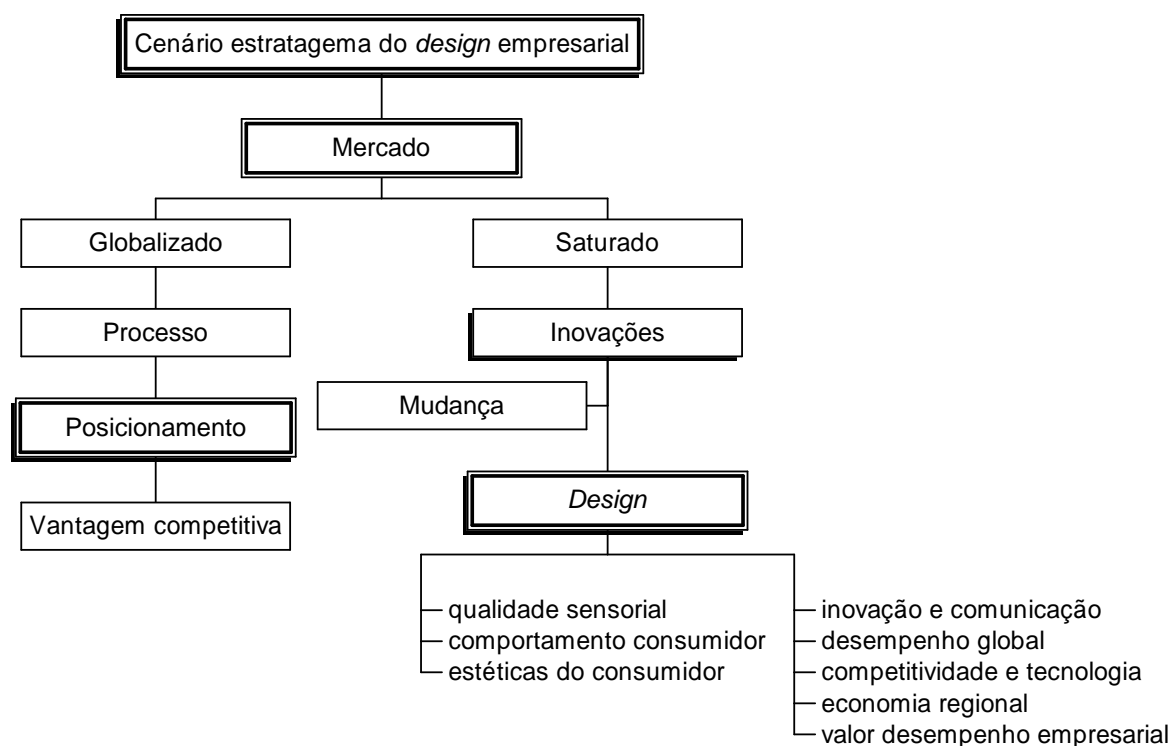 Cenário estratagema do design empresarial
Mercado
Globalizado
Saturado
Processo
Inovações
Mudança
Posicionamento
Design
Vantagem competitiva
qualidade sensorial
comportamento consumidor
estéticas do consumidor
inovação e comunicação
desempenho global
competitividade e tecnologia
economia regional
valor desempenho empresarial